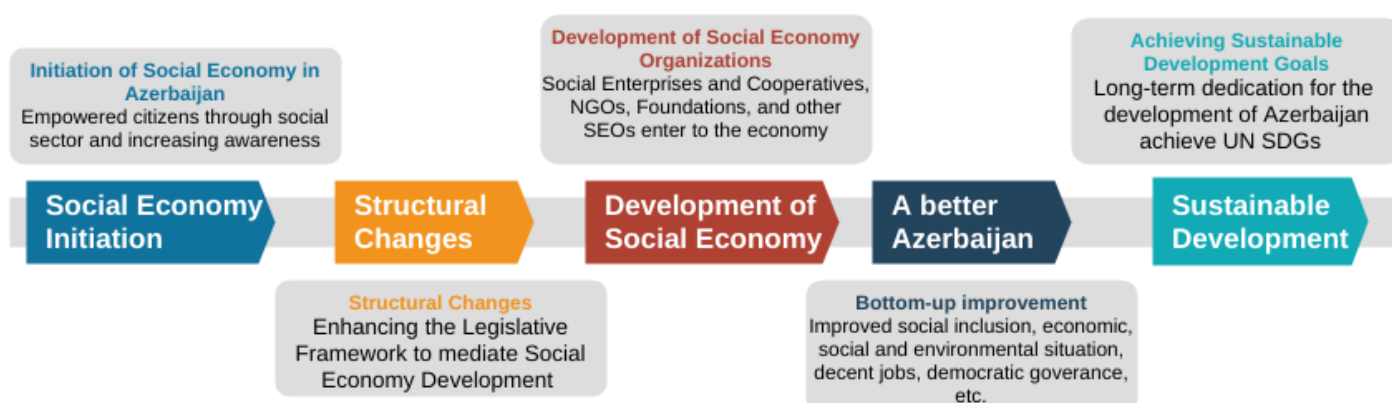 Initiation of Social Economy in
Azerbaijan
Empowered citizens through social
sector and increasing awareness
Development of Social Economy
Organizations
Social Enterprises and Cooperatives,
NGOs, Foundations, and other
SEOs enter to the economy
Achieving Sustainable
Development Goals
Long-term dedication for the
development of Azerbaijan
achieve UN SDGs
Social Economy
Initiation
Structural
Changes
Development of
Social Economy
A better
Azerbaijan
Sustainable
Development
Structural Changes
Enhancing the Legislative
Framework to mediate Social
Economy Development
Bottom-up improvement
Improved social inclusion, economic,
social and environmental situation,
decent jobs, democratic goverance,
etc.